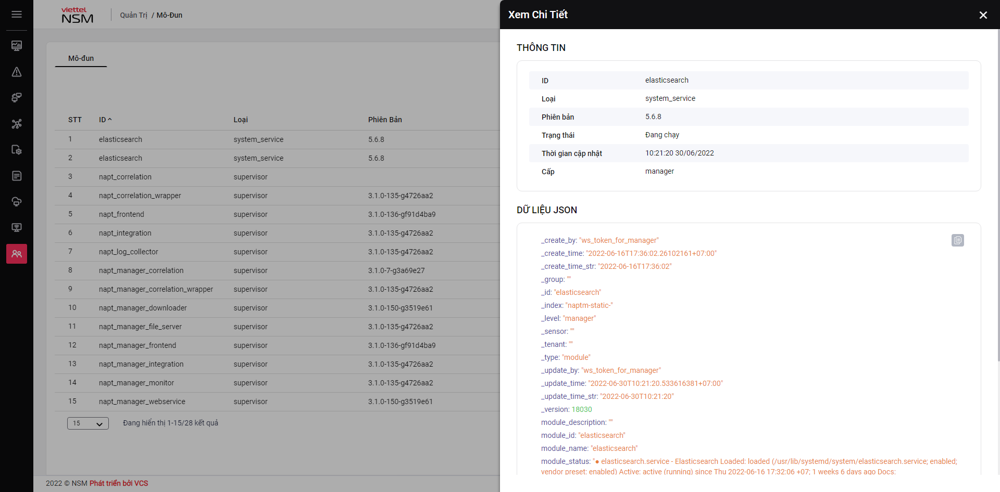 viettel
NSM
Quản Trị / Mô-Đun
Mô-đun
STT ID Loại Phiên Bản
1 elasticsearch system_service 5.6.8
2 elasticsearch system_service 5.6.8
3 napt_correlation supervisor
4 napt_correlation_wrapper supervisor 3.1.0-135-g4726aa2
5 napt_frontend supervisor 3.1.0-136-gf91d4ba9
6 napt_integration supervisor 3.1.0-135-g4726aa2
7 napt_log_collector supervisor 3.1.0-135-g4726aa2
8 napt_manager_correlation supervisor 3.1.0-7-g3a69e27
9 napt_manager_correlation_wrapper supervisor 3.1.0-135-g4726aa2
10 napt_manager_downloader supervisor 3.1.0-150-g3519e61
11 napt_manager_file_server supervisor 3.1.0-135-g4726aa2
12 napt_manager_frontend supervisor 3.1.0-136-gf91d4ba9
13 napt_manager_integration supervisor 3.1.0-135-g4726aa2
14 napt_manager_monitor supervisor 3.1.0-135-g4726aa2
15 napt_manager_webservice supervisor 3.1.0-150-g3519e61
15 Đang hiển thị 1-15/28 kết quả
2022 © NSM Phát triển bởi VCS
Xem Chi Tiết
THÔNG TIN
ID elasticsearch
Loại system_service
Phiên bản 5.6.8
Trạng thái Đang chạy
Thời gian cập nhật 10:21:20 30/06/2022
Cấp manager
DỮ LIỆU JSON
_create_by: "ws_token_for_manager"
_create_time: "2022-06-16T17:36:02.26102161+07:00"
_create_time_str: "2022-06-16T17:36:02"
_group: ""
_id: "elasticsearch"
_index: "naptm-static-"
_level: "manager"
_sensor: ""
_tenant: ""
_type: "module"
_update_by: "ws_token_for_manager"
_update_time: "2022-06-30T10:21:20.533616381+07:00"
_update_time_str: "2022-06-30T10:21:20"
_version: 18030
module_description: ""
module_id: "elasticsearch"
module_name: "elasticsearch"
module_status: "● elasticsearch.service - Elasticsearch Loaded: loaded (/usr/lib/systemd/system/elasticsearch.service; enabled;
vendor preset: enabled) Active: active (running) since Thu 2022-06-16 17:32:06 +07; 1 weeks 6 days ago Docs: